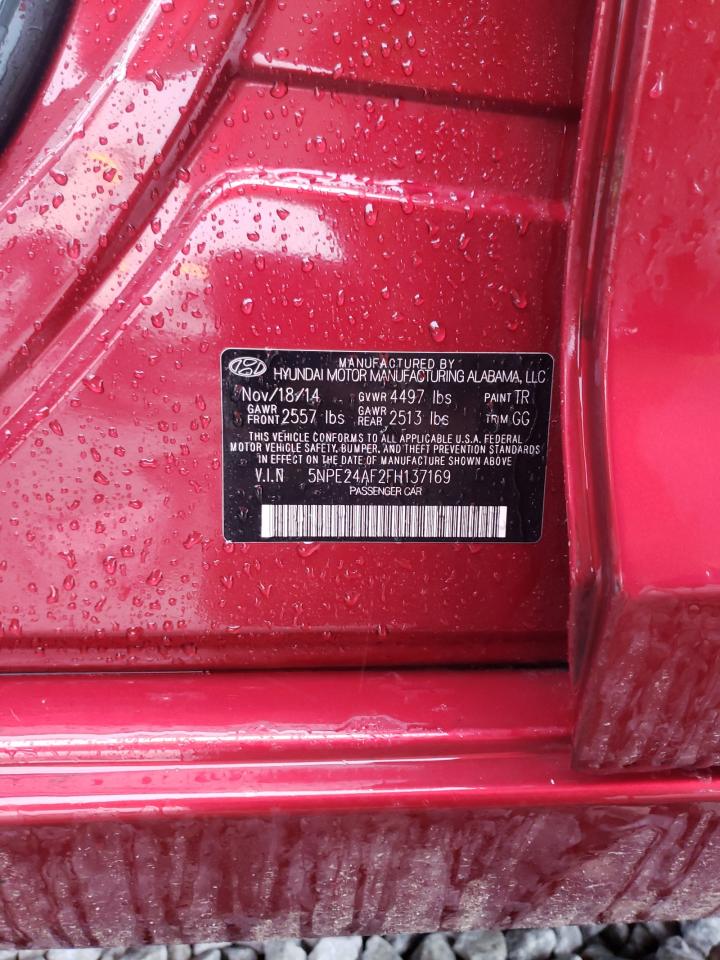 MANUFACTURED BY
HYUNDAI MOTOR MANUFACTURING ALABAMA, LLC
Nov/18/14 GVWR 4497 lbs PAINT TR
GAWR FRONT 2557 lbs GAWR REAR 2513 lbs TRIM GG
THIS VEHICLE CONFORMS TO ALL APPLICABLE U.S.A. FEDERAL
MOTOR VEHICLE SAFETY, BUMPER, AND THEFT PREVENTION STANDARDS
IN EFFECT ON THE DATE OF MANUFACTURE SHOWN ABOVE
V.I.N 5NPE24AF2FH137169
PASSENGER CAR